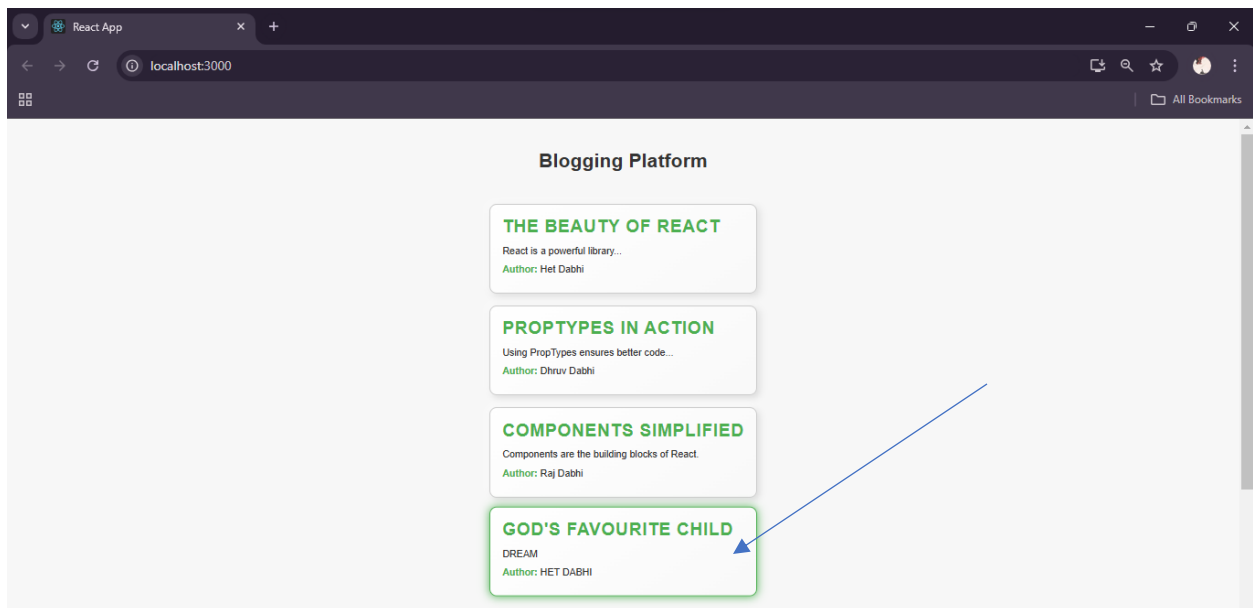 React App
localhost:3000
All Bookmarks
Blogging Platform
THE BEAUTY OF REACT
React is a powerful library...
Author: Het Dabhi
PROPTYPES IN ACTION
Using PropTypes ensures better code...
Author: Dhruv Dabhi
COMPONENTS SIMPLIFIED
Components are the building blocks of React.
Author: Raj Dabhi
GOD'S FAVOURITE CHILD
DREAM
Author: HET DABHI